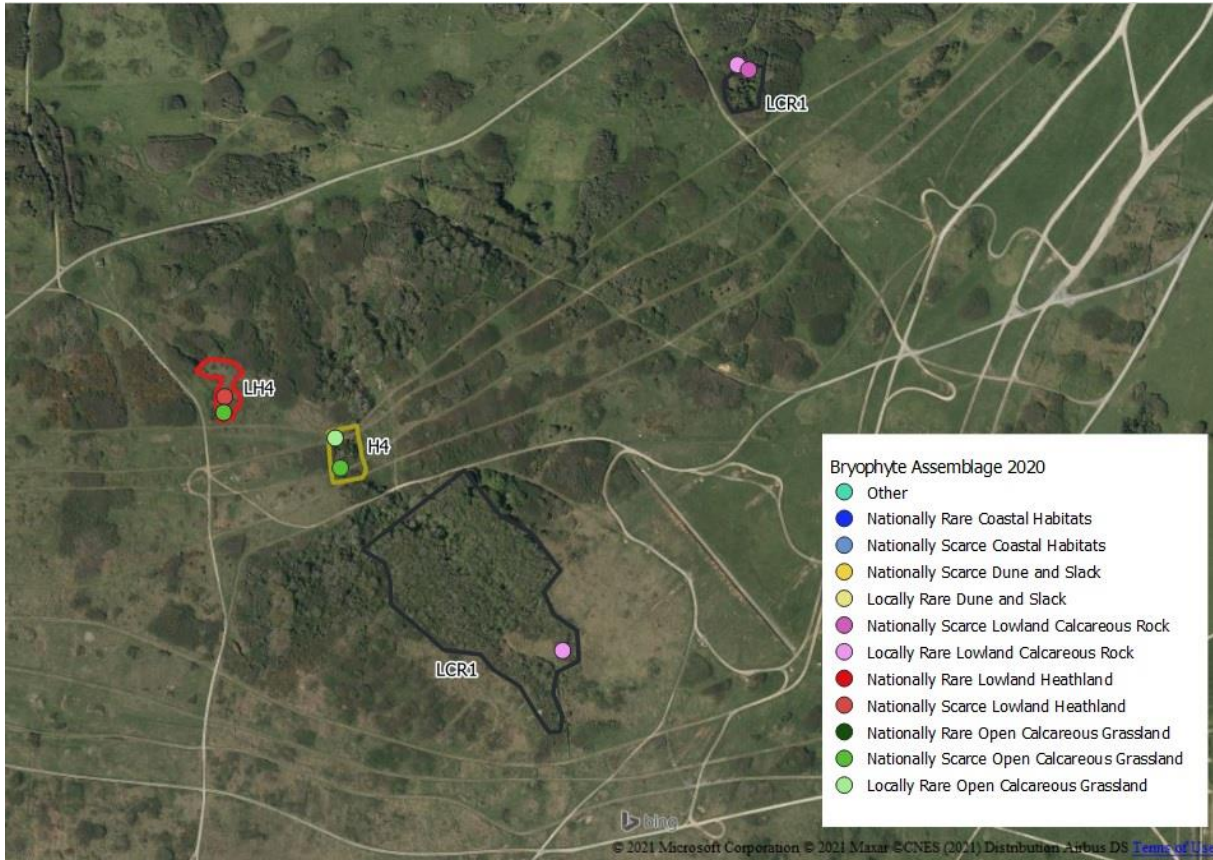 LCR1
LH4
H4
LCR1
Bryophyte Assemblage 2020
Other
Nationally Rare Coastal Habitats
Nationally Scarce Coastal Habitats
Nationally Scarce Dune and Slack
Locally Rare Dune and Slack
Nationally Scarce Lowland Calcareous Rock
Locally Rare Lowland Calcareous Rock
Nationally Rare Lowland Heathland
Nationally Scarce Lowland Heathland
Nationally Rare Open Calcareous Grassland
Nationally Scarce Open Calcareous Grassland
Locally Rare Open Calcareous Grassland
bing
© 2021 Microsoft Corporation © 2021 Maxar ©CNES (2021) Distribution Airbus DS Terms of Use